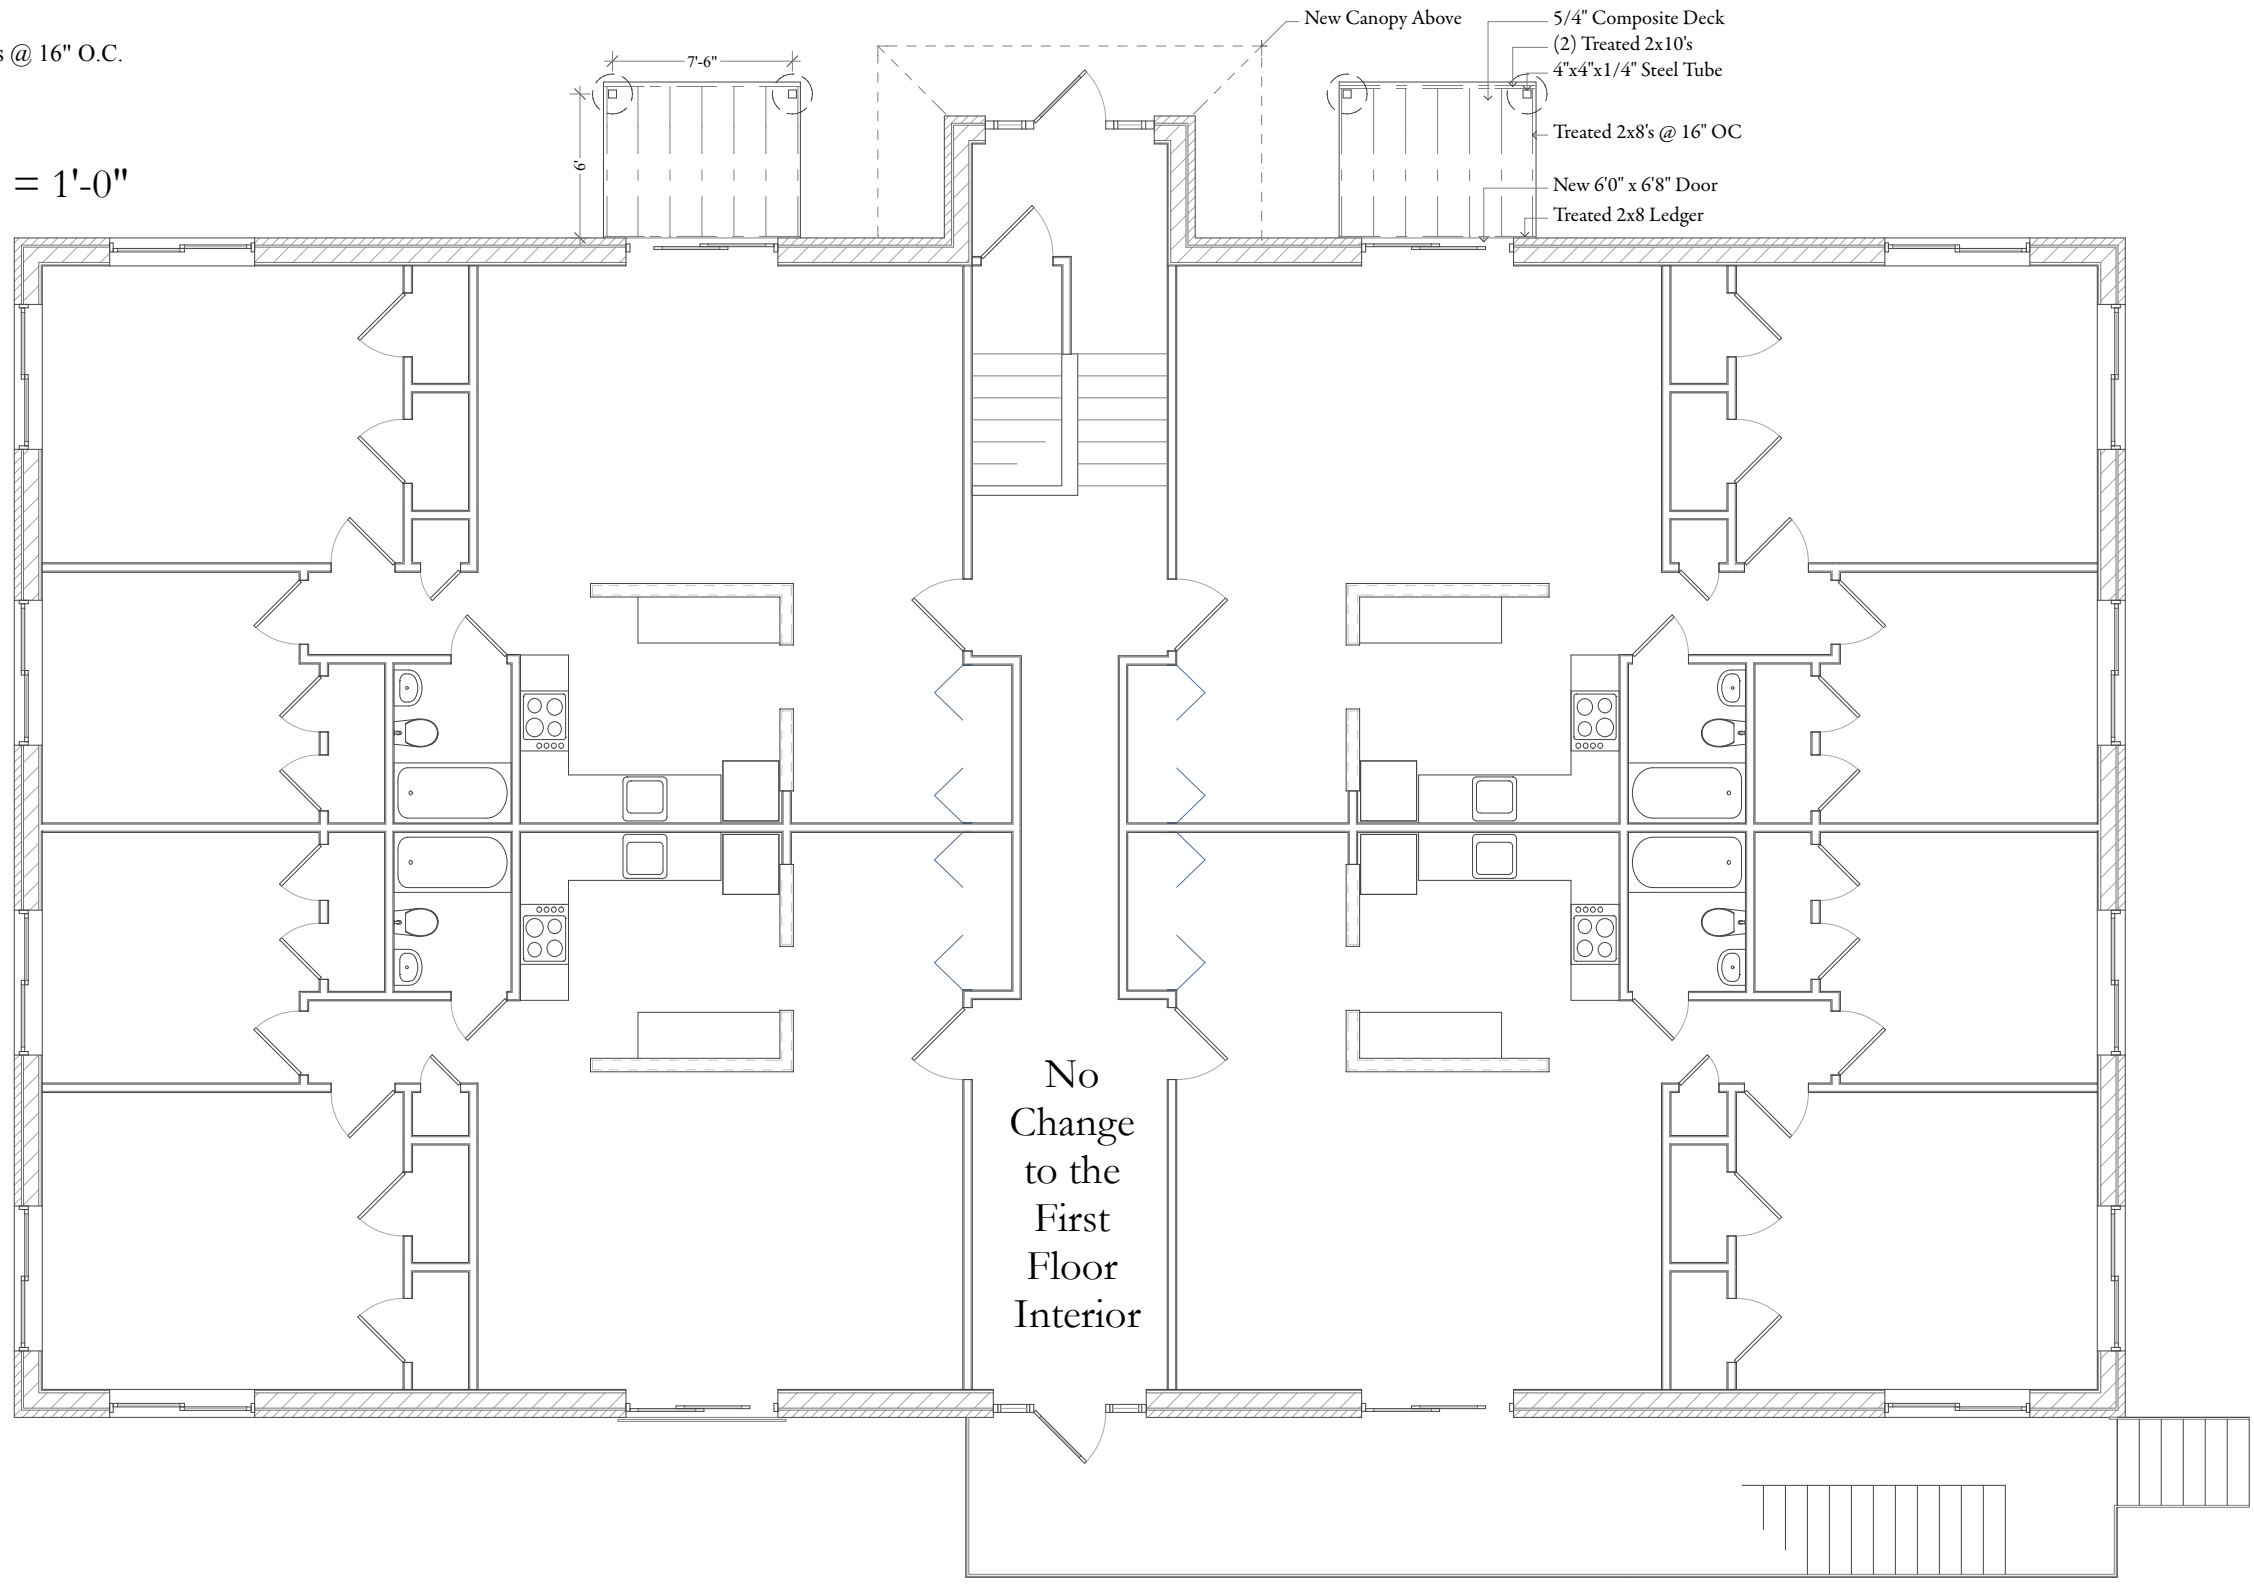 @ 16" O.C.
= 1'-0"
7'-6"
6'
New Canopy Above
5/4" Composite Deck
(2) Treated 2x10's
4"x4"x1/4" Steel Tube
Treated 2x8's @ 16" OC
New 6'0" x 6'8" Door
Treated 2x8 Ledger
No
Change
to the
First
Floor
Interior